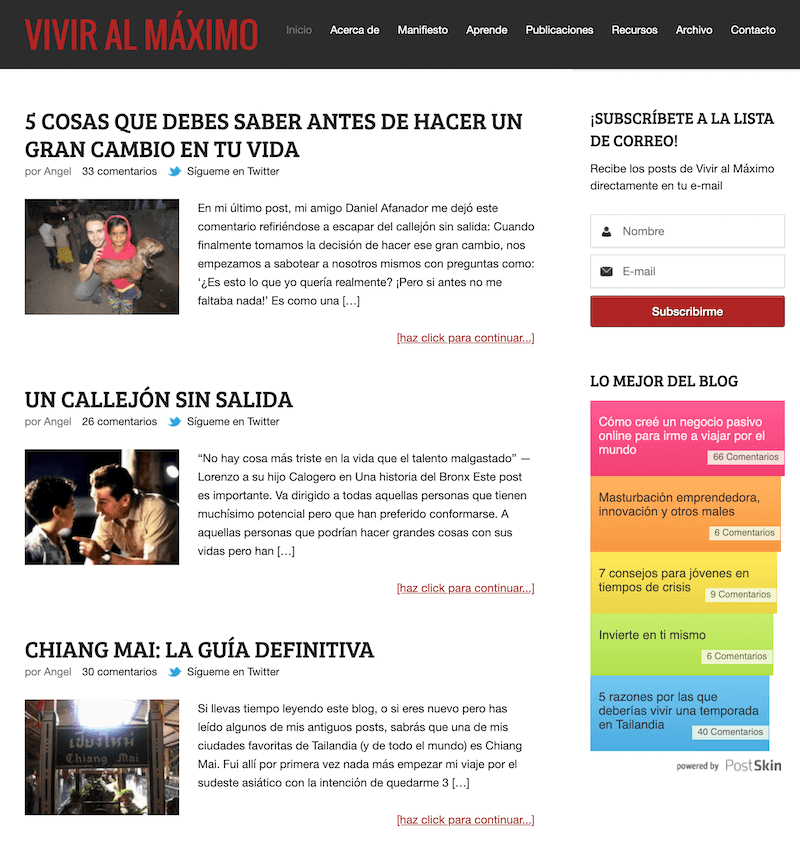 VIVIR AL MÁXIMO
Inicio Acerca de Manifiesto Aprende Publicaciones Recursos Archivo Contacto
5 COSAS QUE DEBES SABER ANTES DE HACER UN
GRAN CAMBIO EN TU VIDA
por Angel 33 comentarios Sígueme en Twitter
En mi último post, mi amigo Daniel Afanador me dejó este
comentario refiriéndose a escapar del callejón sin salida: Cuando
finalmente tomamos la decisión de hacer ese gran cambio, nos
empezamos a sabotear a nosotros mismos con preguntas como:
‘¿Es esto lo que yo quería realmente? ¡Pero si antes no me
faltaba nada!’ Es como una […]
[haz click para continuar...]
UN CALLEJÓN SIN SALIDA
por Angel 26 comentarios Sígueme en Twitter
“No hay cosa más triste en la vida que el talento malgastado” —
Lorenzo a su hijo Calogero en Una historia del Bronx Este post
es importante. Va dirigido a todas aquellas personas que tienen
muchísimo potencial pero que han preferido conformarse. A
aquellas personas que podrían hacer grandes cosas con sus
vidas pero han […]
[haz click para continuar...]
CHIANG MAI: LA GUÍA DEFINITIVA
por Angel 30 comentarios Sígueme en Twitter
เชียงใหม่
Chiang Mai
Si llevas tiempo leyendo este blog, o si eres nuevo pero has
leído algunos de mis antiguos posts, sabrás que una de mis
ciudades favoritas de Tailandia (y de todo el mundo) es Chiang
Mai. Fui allí por primera vez nada más empezar mi viaje por el
sudeste asiático con la intención de quedarme 3 […]
[haz click para continuar...]
¡SUBSCRÍBETE A LA LISTA
DE CORREO!
Recibe los posts de Vivir al Máximo
directamente en tu e-mail
Nombre
E-mail
Subscribirme
LO MEJOR DEL BLOG
Cómo creé un negocio pasivo
online para irme a viajar por el
mundo
66 Comentarios
Masturbación emprendedora,
innovación y otros males
6 Comentarios
7 consejos para jóvenes en
tiempos de crisis
9 Comentarios
Invierte en ti mismo
6 Comentarios
5 razones por las que
deberías vivir una temporada
en Tailandia
40 Comentarios
powered by PostSkin